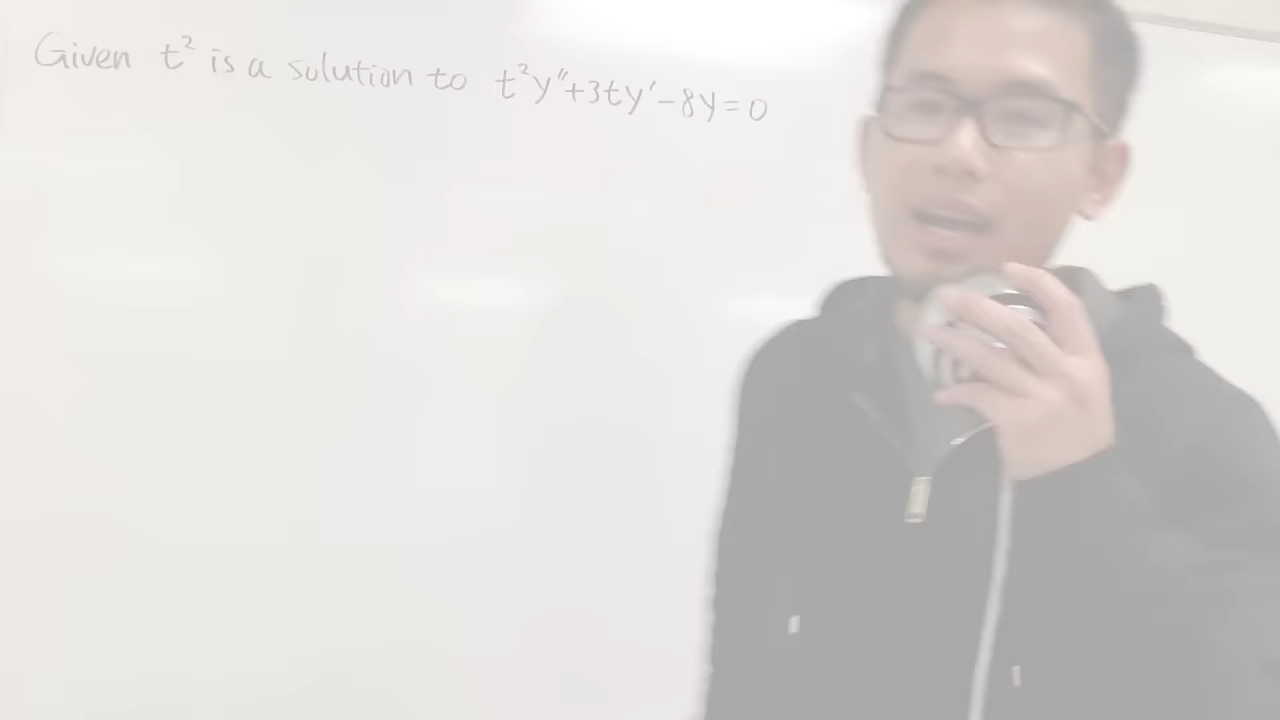 Given t² is a solution to t²y″+3ty′−8y=0